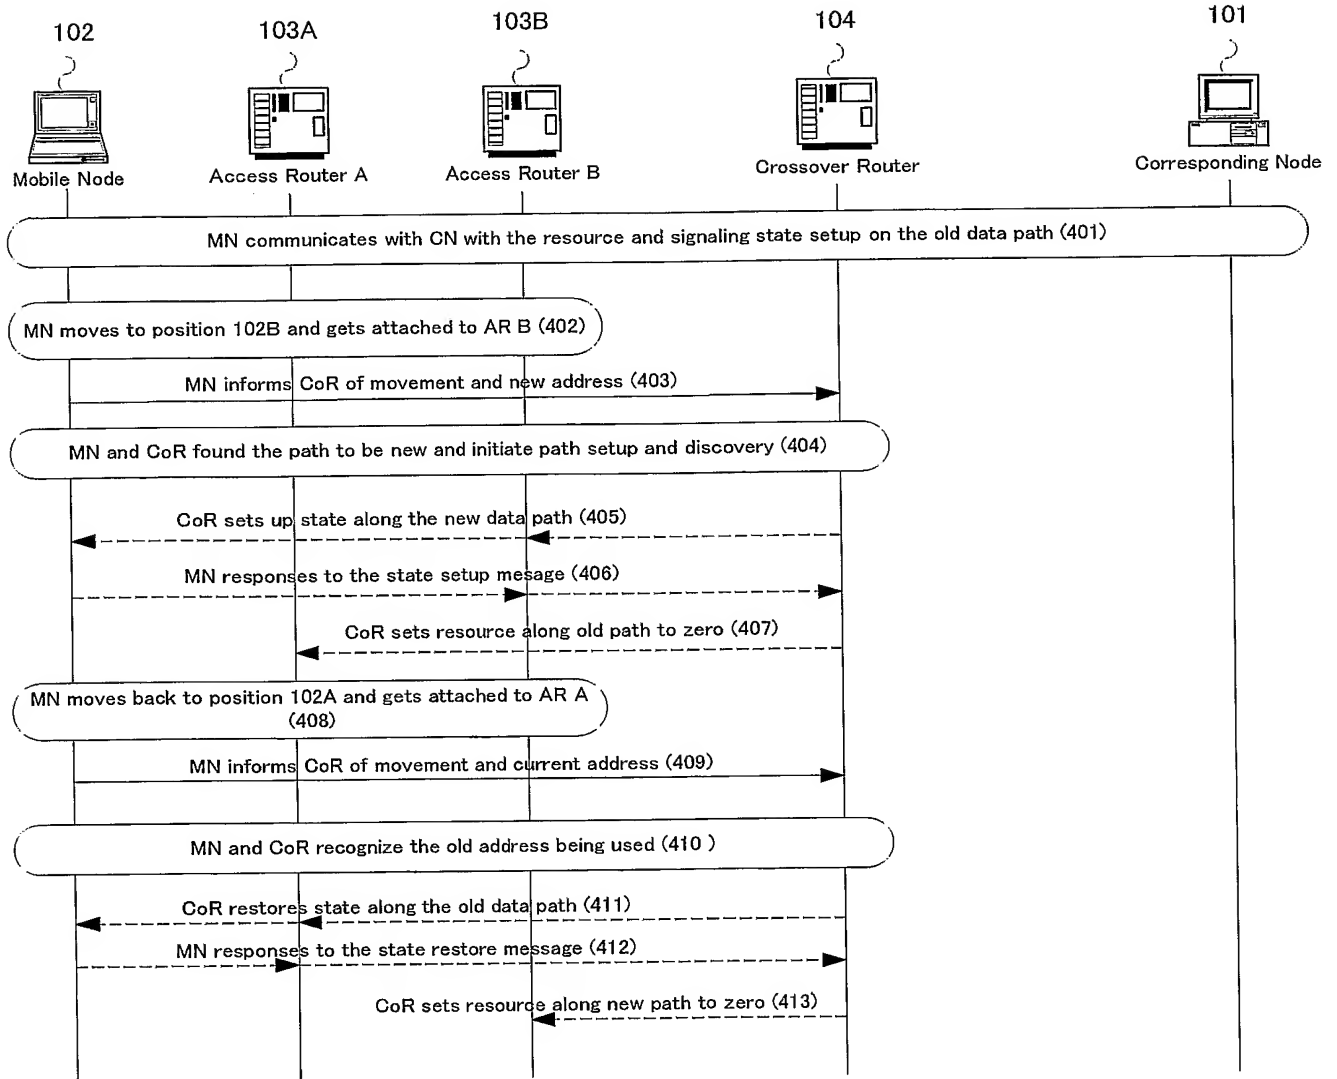 102
103A
103B
104
101
Mobile Node
Access Router A
Access Router B
Crossover Router
Corresponding Node
MN communicates with CN with the resource and signaling state setup on the old data path (401)
MN moves to position 102B and gets attached to AR B (402)
MN informs CoR of movement and new address (403)
MN and CoR found the path to be new and initiate path setup and discovery (404)
CoR sets up state along the new data path (405)
MN responses to the state setup mesage (406)
CoR sets resource along old path to zero (407)
MN moves back to position 102A and gets attached to AR A
(408)
MN informs CoR of movement and current address (409)
MN and CoR recognize the old address being used (410 )
CoR restores state along the old data path (411)
MN responses to the state restore message (412)
CoR sets resource along new path to zero (413)